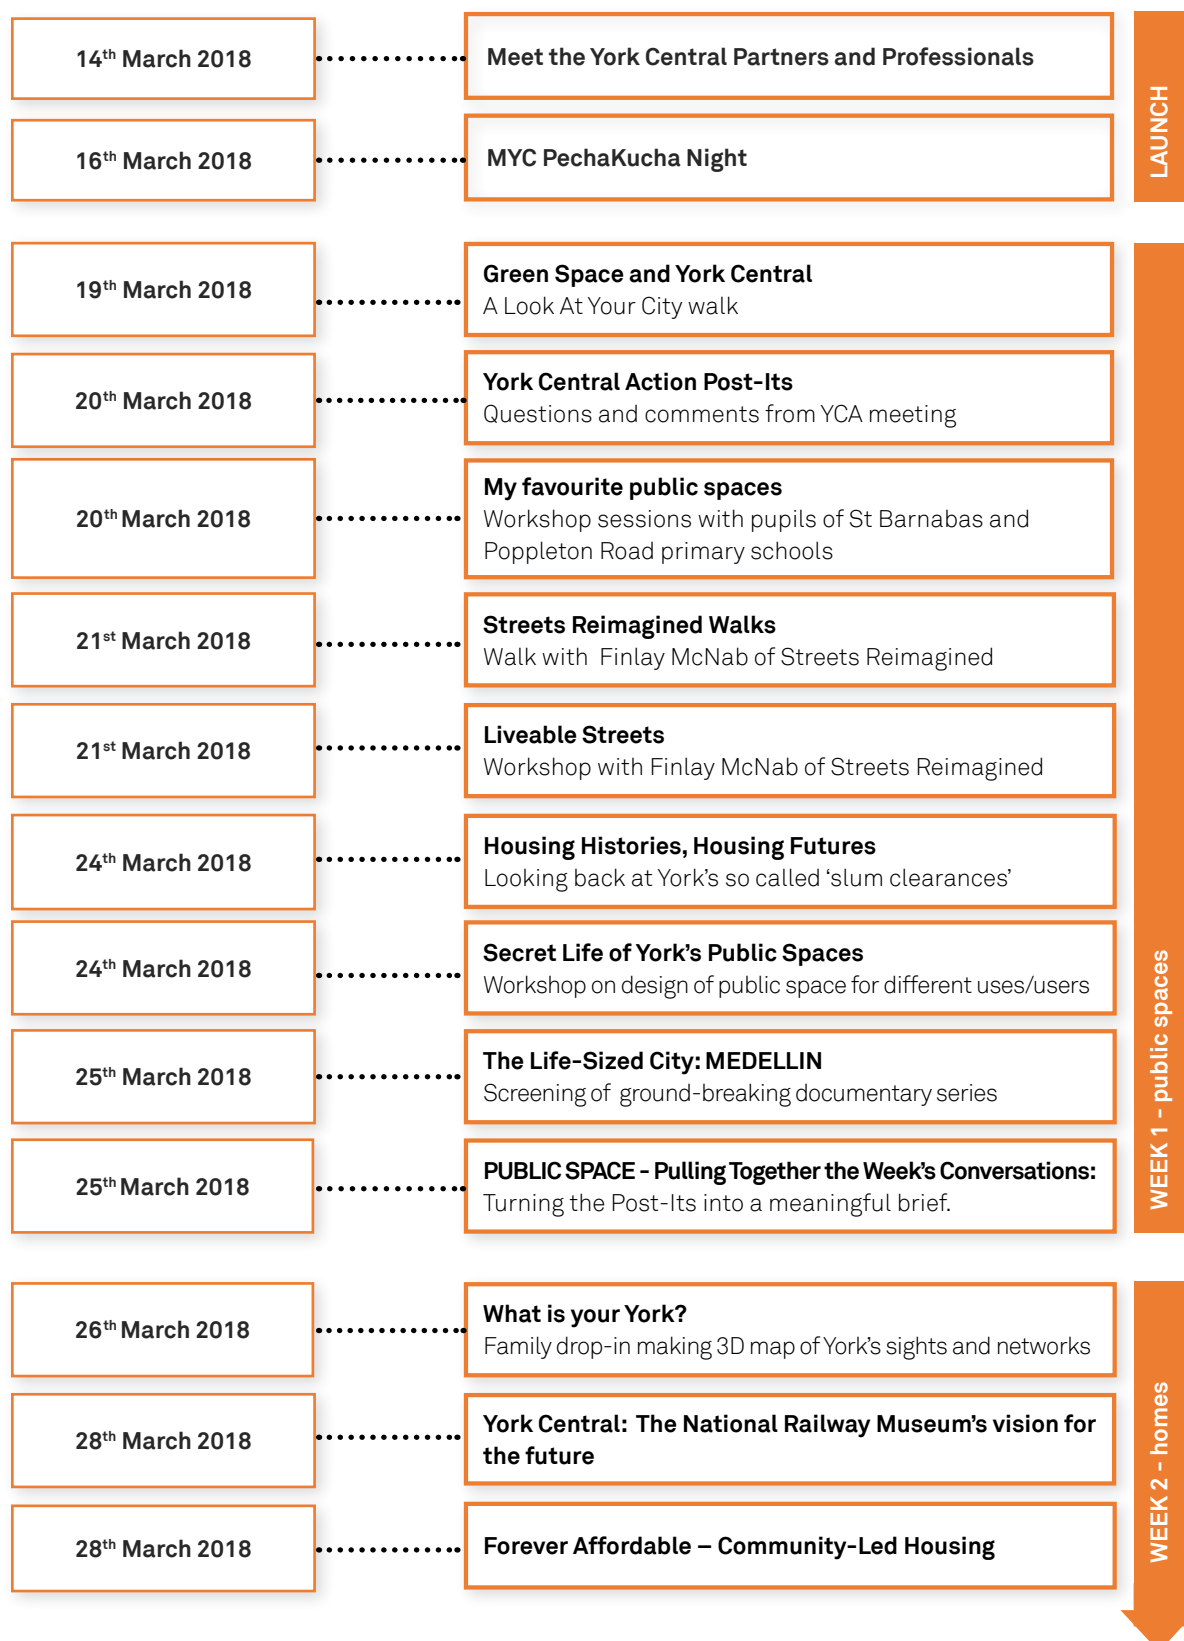 14th March 2018
Meet the York Central Partners and Professionals
16th March 2018
MYC PechaKucha Night
LAUNCH
19th March 2018
Green Space and York Central
A Look At Your City walk
20th March 2018
York Central Action Post-Its
Questions and comments from YCA meeting
20th March 2018
My favourite public spaces
Workshop sessions with pupils of St Barnabas and
Poppleton Road primary schools
21st March 2018
Streets Reimagined Walks
Walk with Finlay McNab of Streets Reimagined
21st March 2018
Liveable Streets
Workshop with Finlay McNab of Streets Reimagined
24th March 2018
Housing Histories, Housing Futures
Looking back at York's so called ‘slum clearances’
24th March 2018
Secret Life of York's Public Spaces
Workshop on design of public space for different uses/users
25th March 2018
The Life-Sized City: MEDELLIN
Screening of ground-breaking documentary series
25th March 2018
PUBLIC SPACE - Pulling Together the Week's Conversations:
Turning the Post-Its into a meaningful brief.
WEEK 1 - public spaces
26th March 2018
What is your York?
Family drop-in making 3D map of York's sights and networks
28th March 2018
York Central: The National Railway Museum's vision for
the future
28th March 2018
Forever Affordable – Community-Led Housing
WEEK 2 - homes